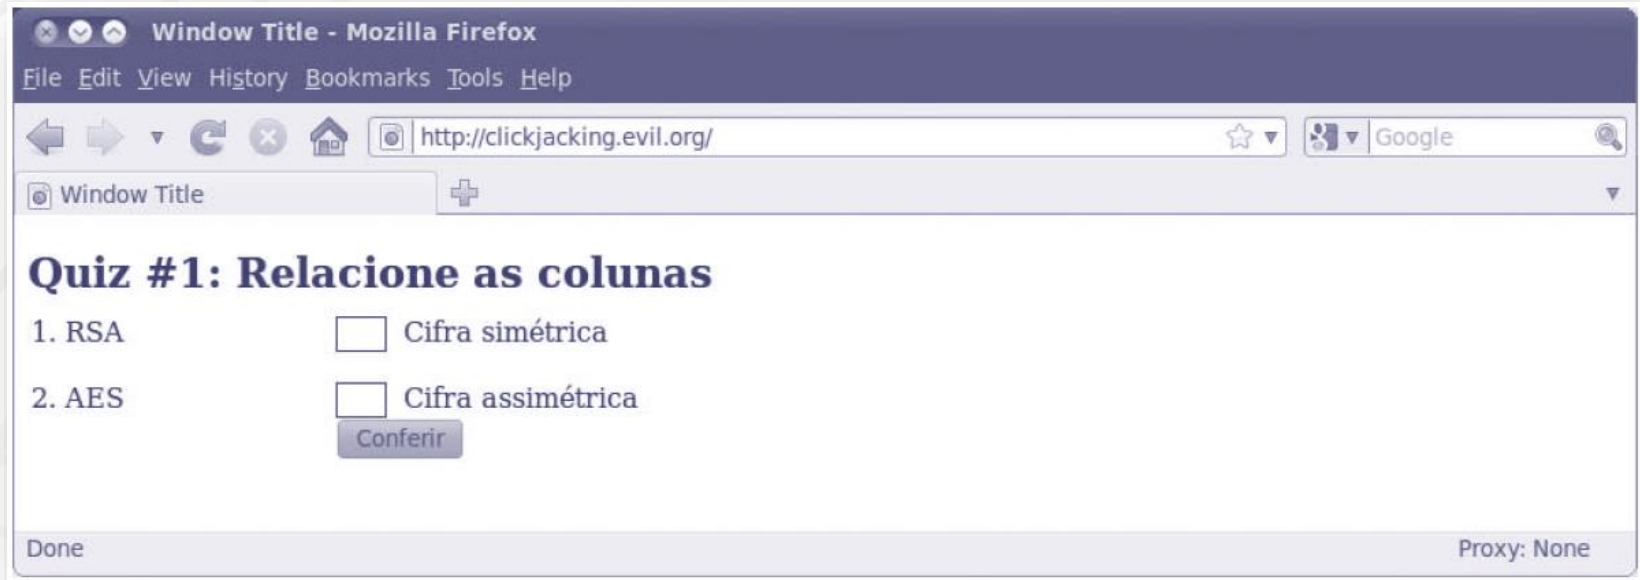 Window Title - Mozilla Firefox
File Edit View History Bookmarks Tools Help
http://clickjacking.evil.org/ Google
Window Title
Quiz #1: Relacione as colunas
1. RSA Cifra simétrica
2. AES Cifra assimétrica
Conferir
Done Proxy: None